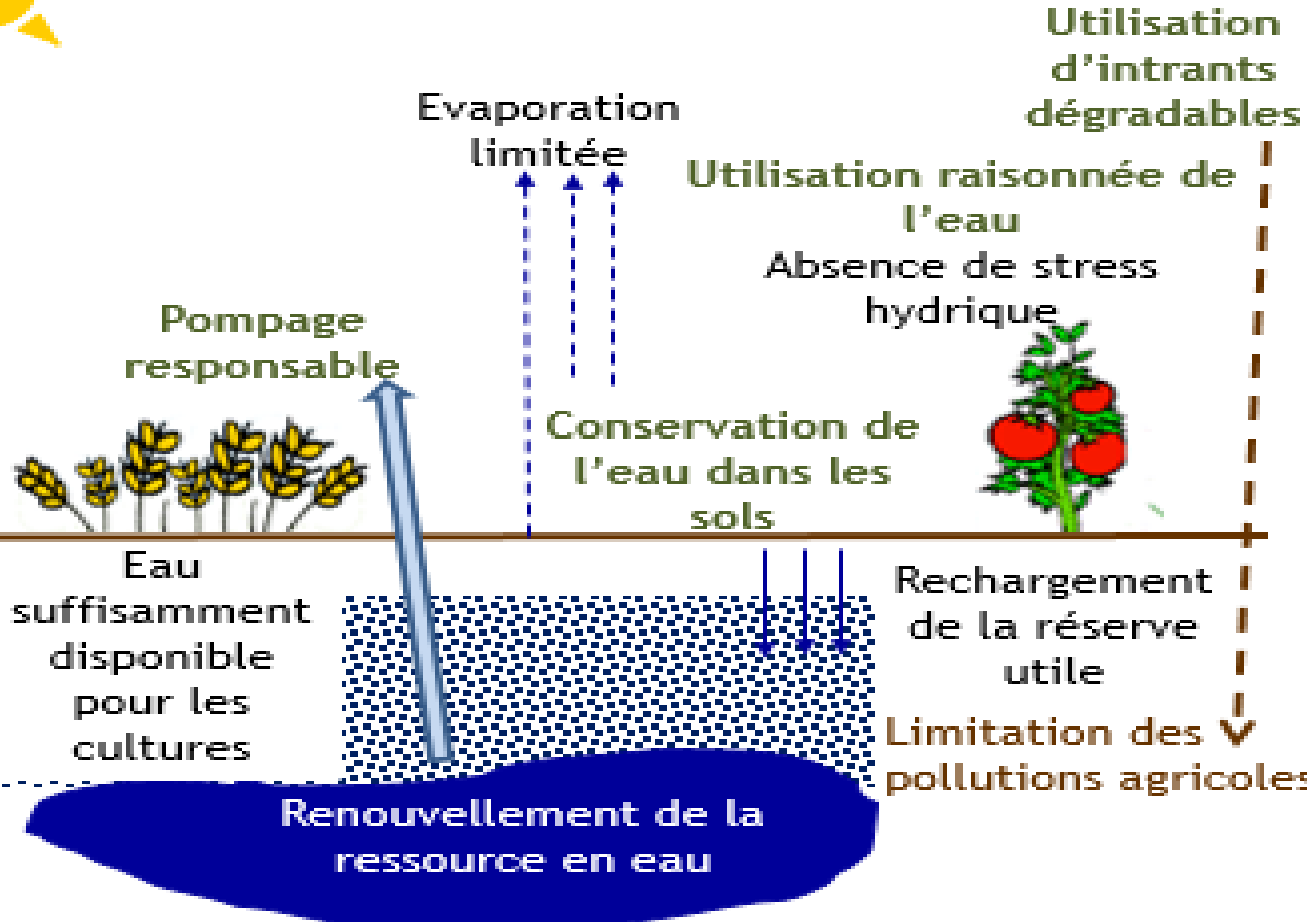 Utilisation
d'intrants
dégradables
Evaporation
limitée
Utilisation raisonnée de
l'eau
Absence de stress
hydrique
Pompage
responsable
Conservation de
l'eau dans les
sols
Eau
suffisamment
disponible
pour les
cultures
Rechargement
de la réserve
utile
Limitation des
pollutions agricoles
Renouvellement de la
ressource en eau